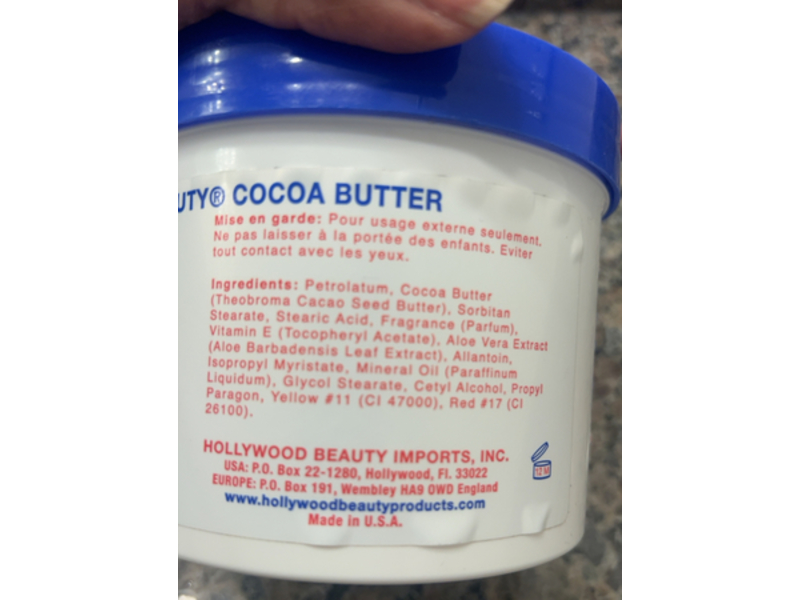 UTY® COCOA BUTTER
Mise en garde: Pour usage externe seulement.
Ne pas laisser à la portée des enfants. Eviter
tout contact avec les yeux.
Ingredients: Petrolatum, Cocoa Butter
(Theobroma Cacao Seed Butter), Sorbitan
Stearate, Stearic Acid, Fragrance (Parfum),
Vitamin E (Tocopheryl Acetate), Aloe Vera Extract
(Aloe Barbadensis Leaf Extract), Allantoin,
Isopropyl Myristate, Mineral Oil (Paraffinum
Liquidum), Glycol Stearate, Cetyl Alcohol, Propyl
Paragon, Yellow #11 (CI 47000), Red #17 (CI
26100).
HOLLYWOOD BEAUTY IMPORTS, INC.
USA: P.O. Box 22-1280, Hollywood, Fl. 33022
EUROPE: P.O. Box 191, Wembley HA9 OWD England
www.hollywoodbeautyproducts.com
Made in U.S.A.